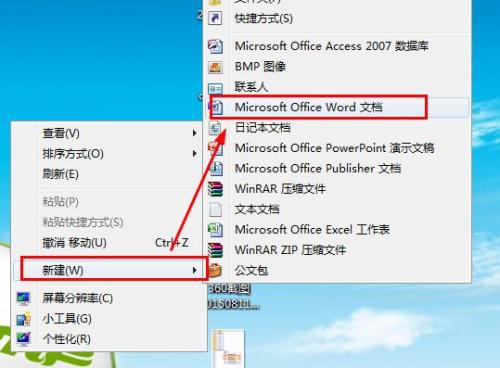 快捷方式(S)
Microsoft Office Access 2007 数据库
BMP 图像
联系人
Microsoft Office Word 文档
日记本文档
Microsoft Office PowerPoint 演示文稿
Microsoft Office Publisher 文档
WinRAR 压缩文件
文本文档
Microsoft Office Excel 工作表
WinRAR ZIP 压缩文件
公文包
查看(V)
排序方式(O)
刷新(E)
粘贴(P)
粘贴快捷方式(S)
撤消 移动(U) Ctrl+Z
新建(W)
屏幕分辨率(C)
小工具(G)
个性化(R)
360截图